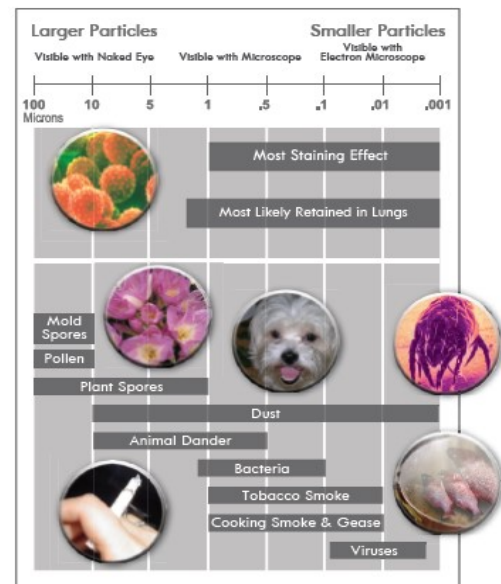 Larger Particles
Smaller Particles
Visible with Naked Eye
Visible with Microscope
Visible with
Electron Microscope
100 10 5 1 .5 .1 .01 .001
Microns
Most Staining Effect
Most Likely Retained in Lungs
Mold
Spores
Pollen
Plant Spores
Dust
Animal Dander
Bacteria
Tobacco Smoke
Cooking Smoke & Gease
Viruses